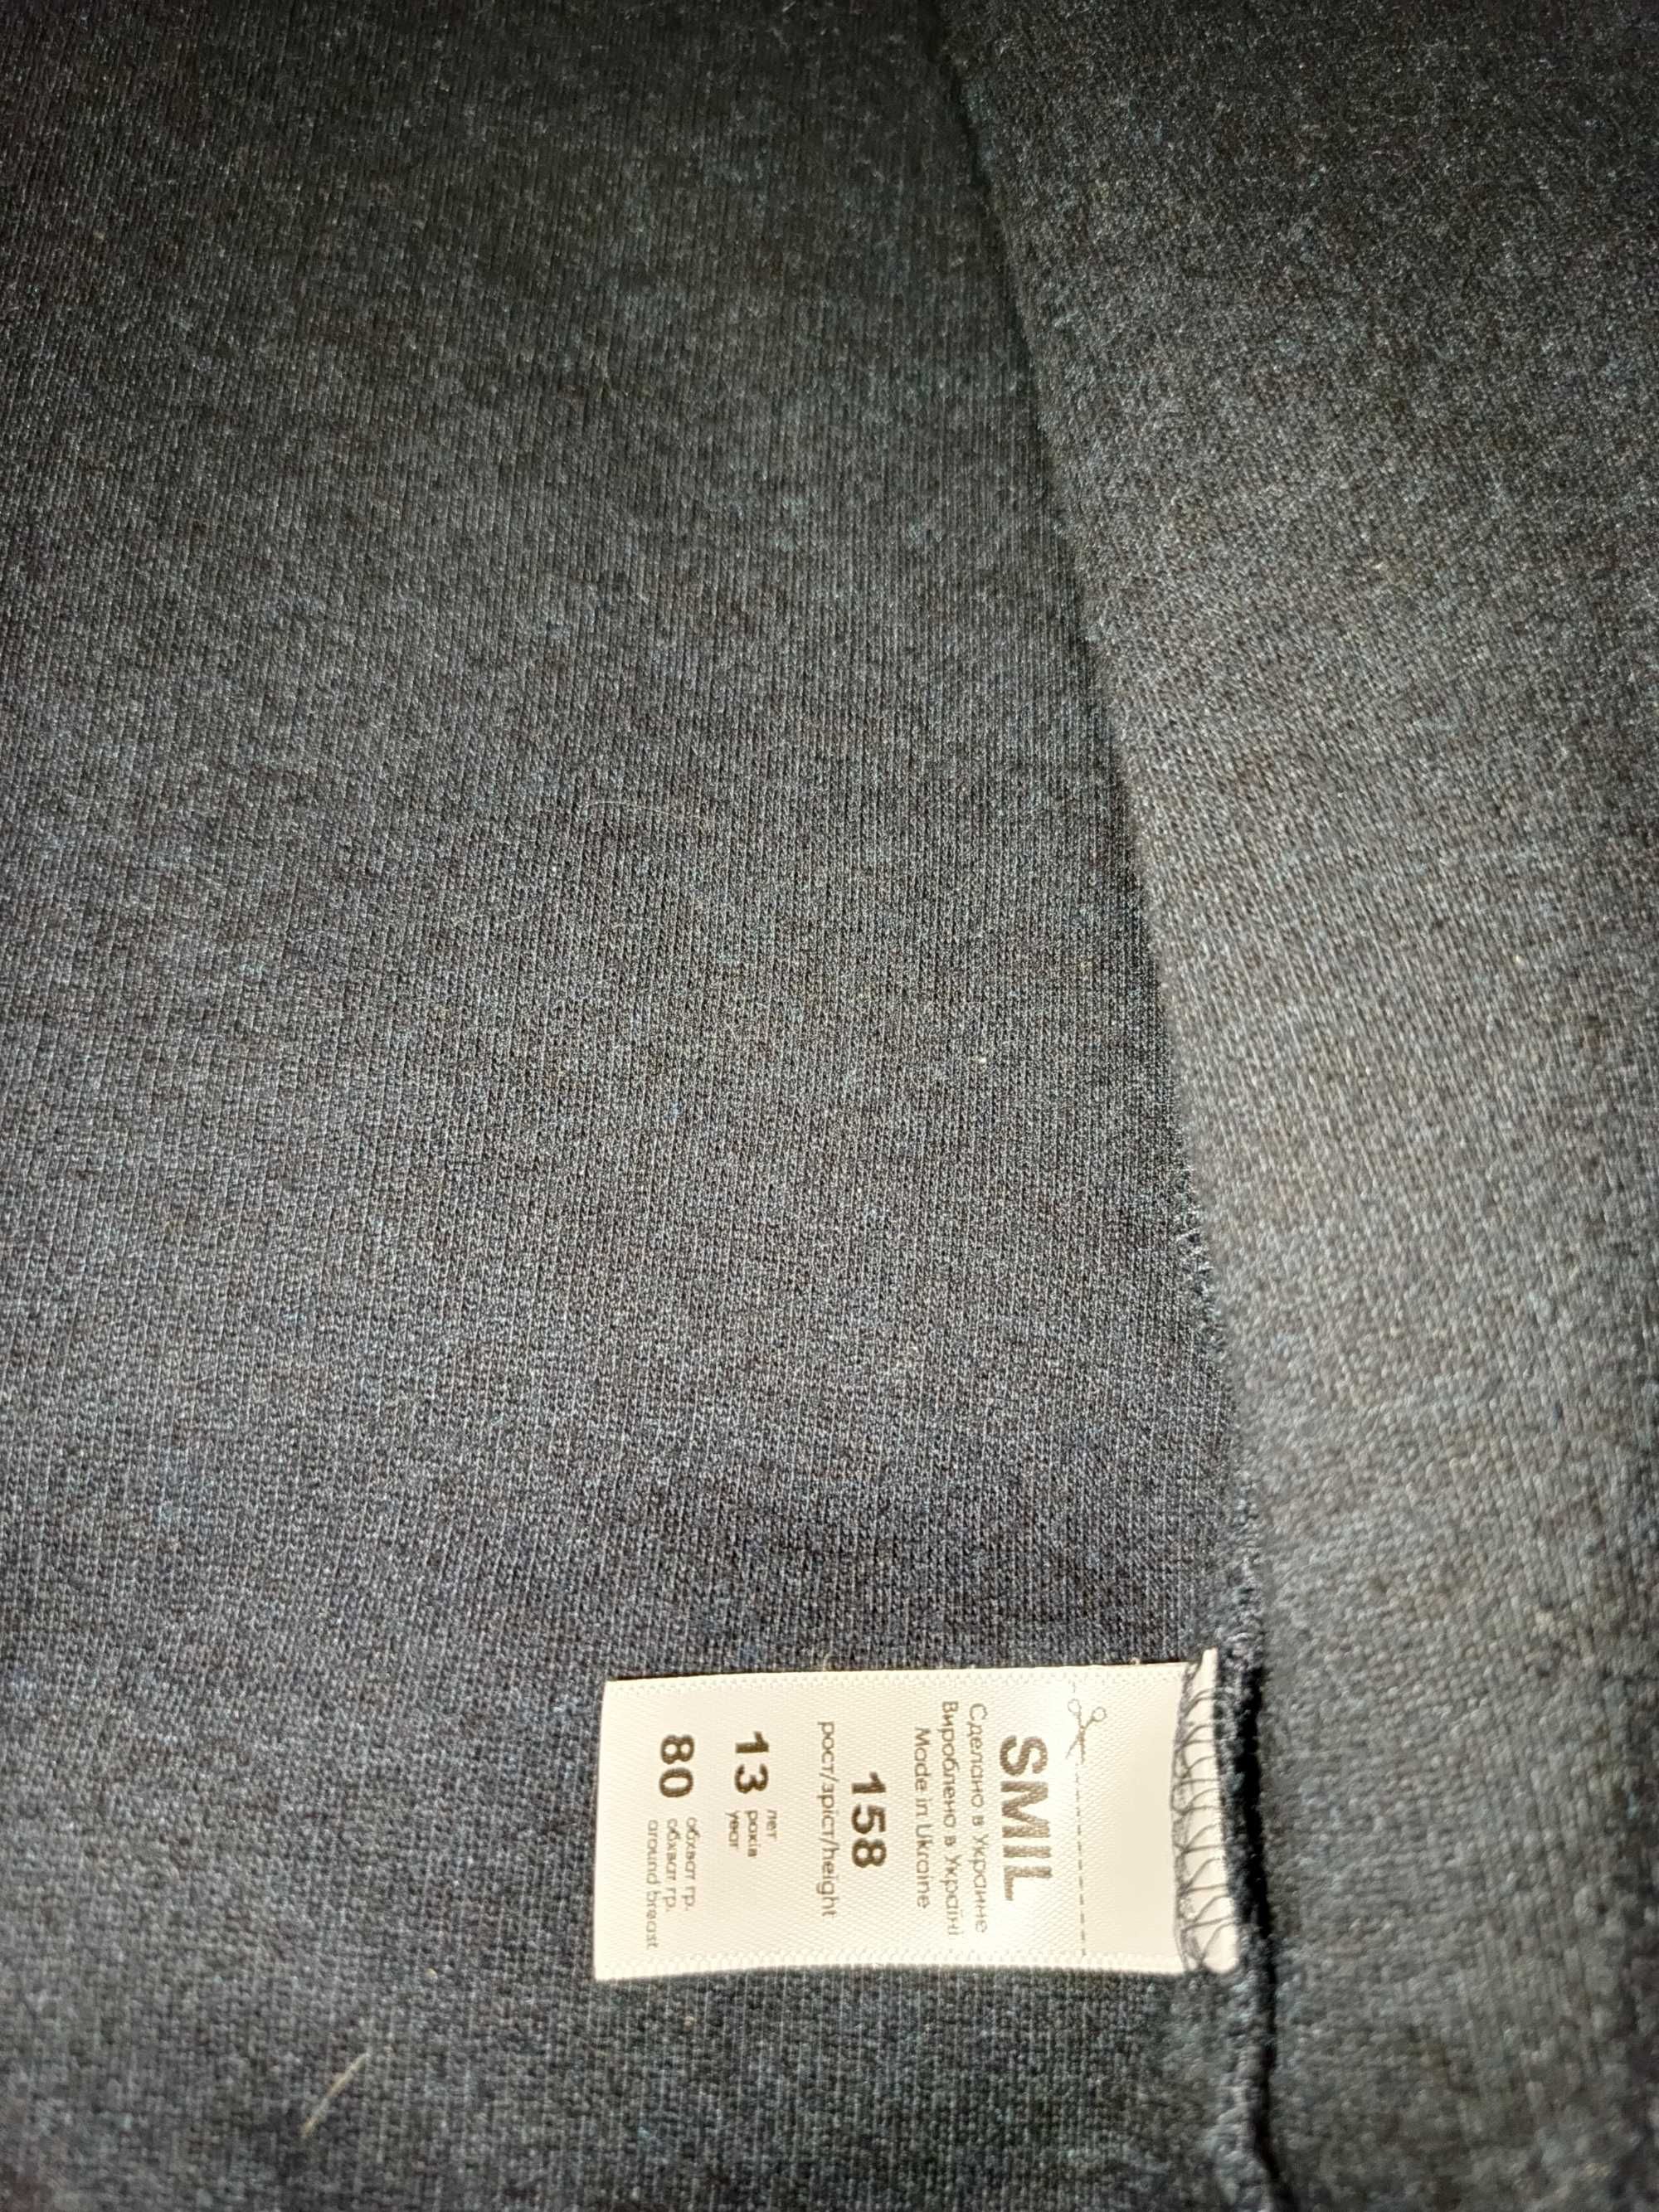 SMIL
Сделано в Украине
Вироблено в Україні
Made in Ukraine
158
рост/зріст/height
13
лет
років
year
80
обхват гр.
обхват гр.
around breast